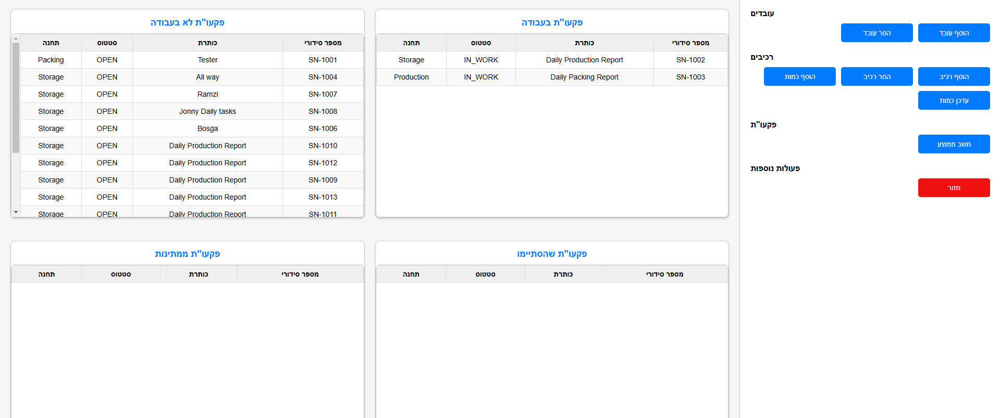 עובדים
הוסף עובד הסר עובד
רכיבים
הוסף רכיב הסר רכיב הוסף כמות
עדכן כמות
פקעו"ת
חשב ממוצע
פעולות נוספות
חזור
פקעו"ת בעבודה
מספר סידורי כותרת סטטוס תחנה
SN-1002 Daily Production Report IN_WORK Storage
SN-1003 Daily Packing Report IN_WORK Production
פקעו"ת לא בעבודה
מספר סידורי כותרת סטטוס תחנה
SN-1001 Tester OPEN Packing
SN-1004 All way OPEN Storage
SN-1007 Ramzi OPEN Storage
SN-1008 Jonny Daily tasks OPEN Storage
SN-1006 Bosga OPEN Storage
SN-1010 Daily Production Report OPEN Storage
SN-1012 Daily Production Report OPEN Storage
SN-1009 Daily Production Report OPEN Storage
SN-1013 Daily Production Report OPEN Storage
SN-1011 Daily Production Report OPEN Storage
פקעו"ת שהסתיימו
מספר סידורי כותרת סטטוס תחנה
פקעו"ת ממתינות
מספר סידורי כותרת סטטוס תחנה